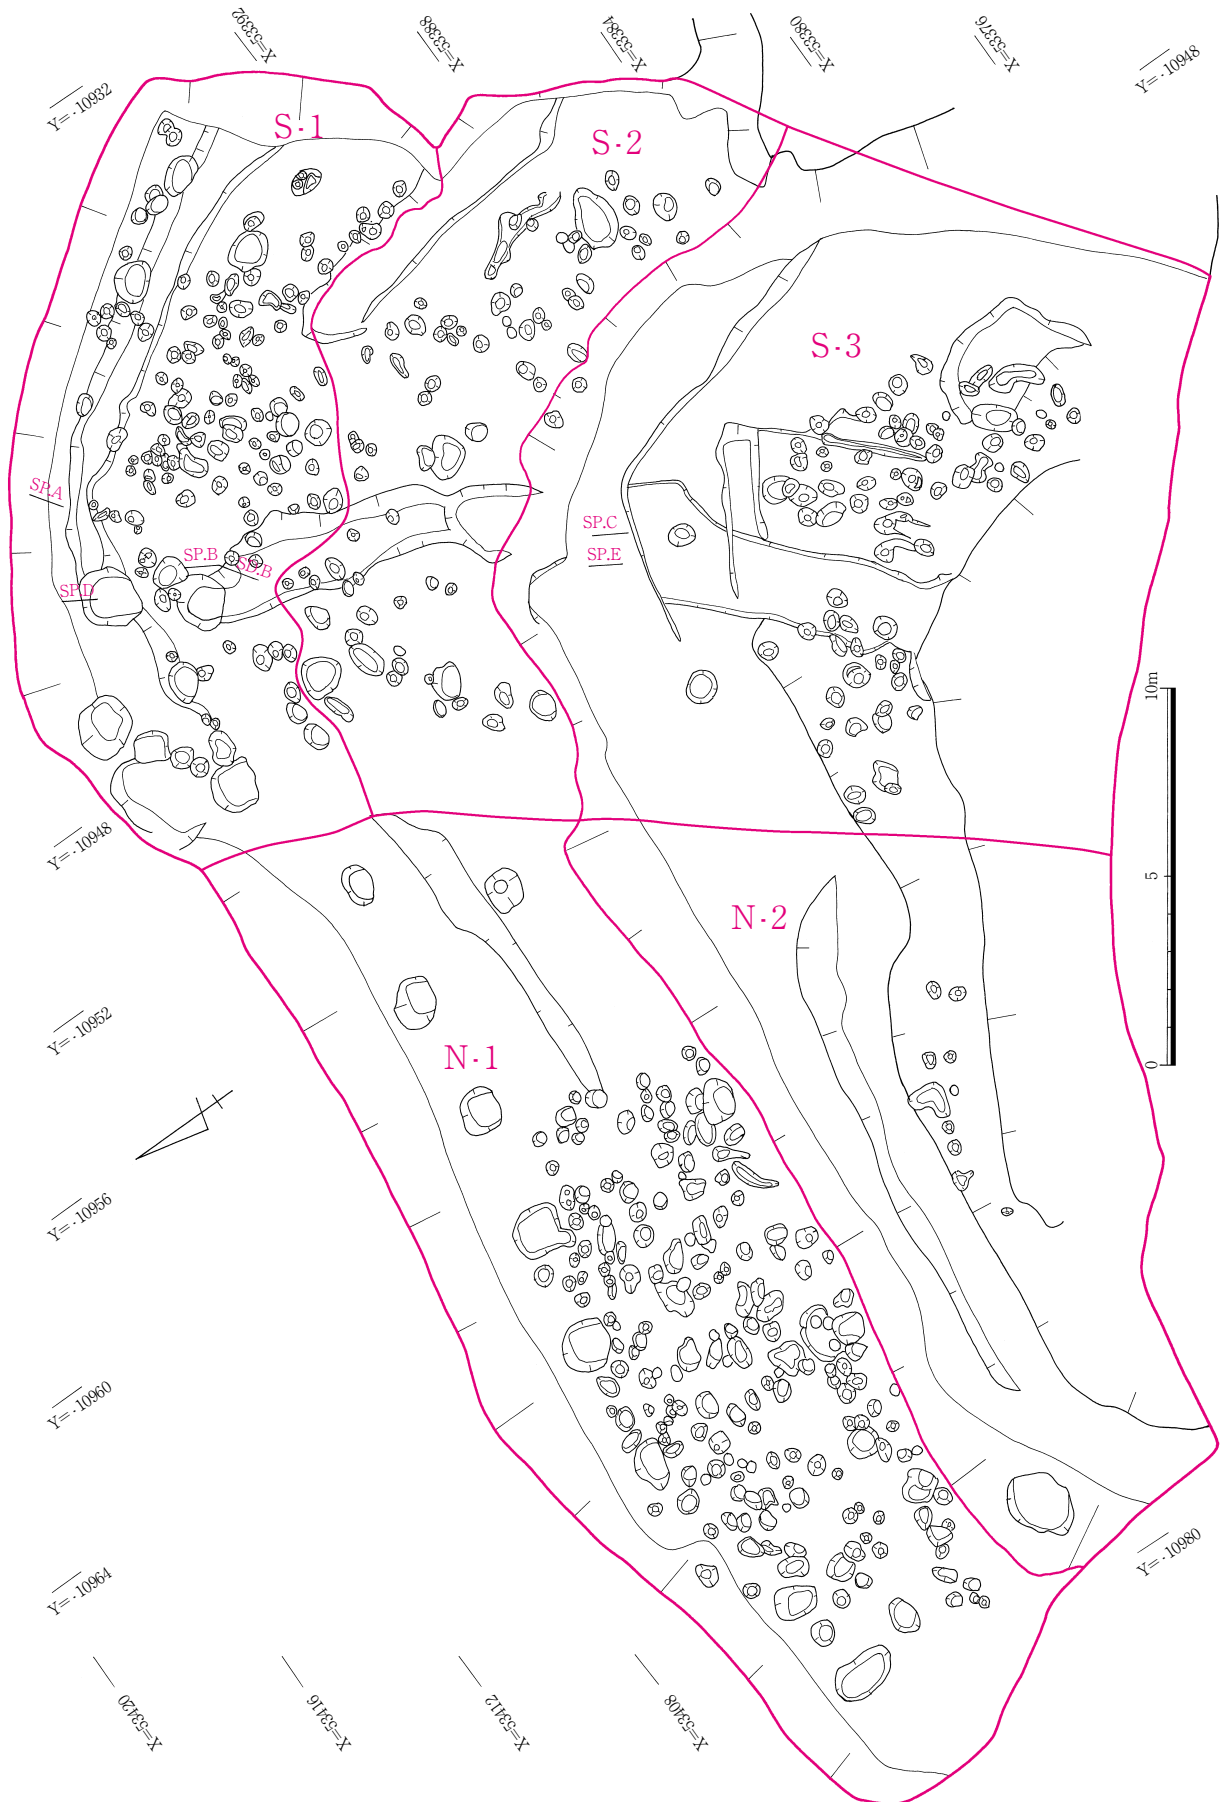 X=53392
X=53388
X=53384
X=53380
X=53376
Y=-10948
Y=-10932
S-1
S-2
S-3
SP.A
SP.B
SP.B
SP.C
SP.D
SP.E
10m
5
0
Y=-10948
N-2
N-1
Y=-10952
Y=-10956
Y=-10960
Y=-10964
Y=-10980
X=53420
X=53416
X=53412
X=53408